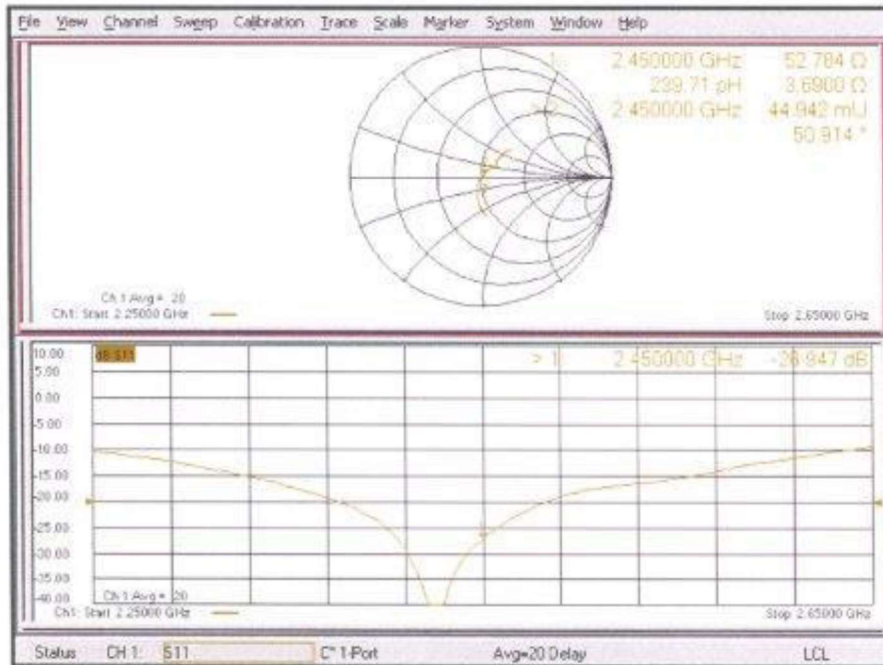 File View Channel Sweep Calibration Trace Scale Marker System Window Help
1: 2.450000 GHz 52.784 Ω
239.71 pH 3.6900 Ω
> 2: 2.450000 GHz 44.942 mU
50.914 °
Ch 1 Avg = 20
Ch1: Start 2.25000 GHz Stop 2.65000 GHz
10.00 dB S11 > 1: 2.450000 GHz -26.947 dB
5.00
0.00
-5.00
-10.00
-15.00
-20.00
-25.00
-30.00
-35.00
-40.00 Ch 1 Avg = 20
Ch1: Start 2.25000 GHz Stop 2.65000 GHz
Status CH 1: S11 C* 1-Port Avg=20 Delay LCL